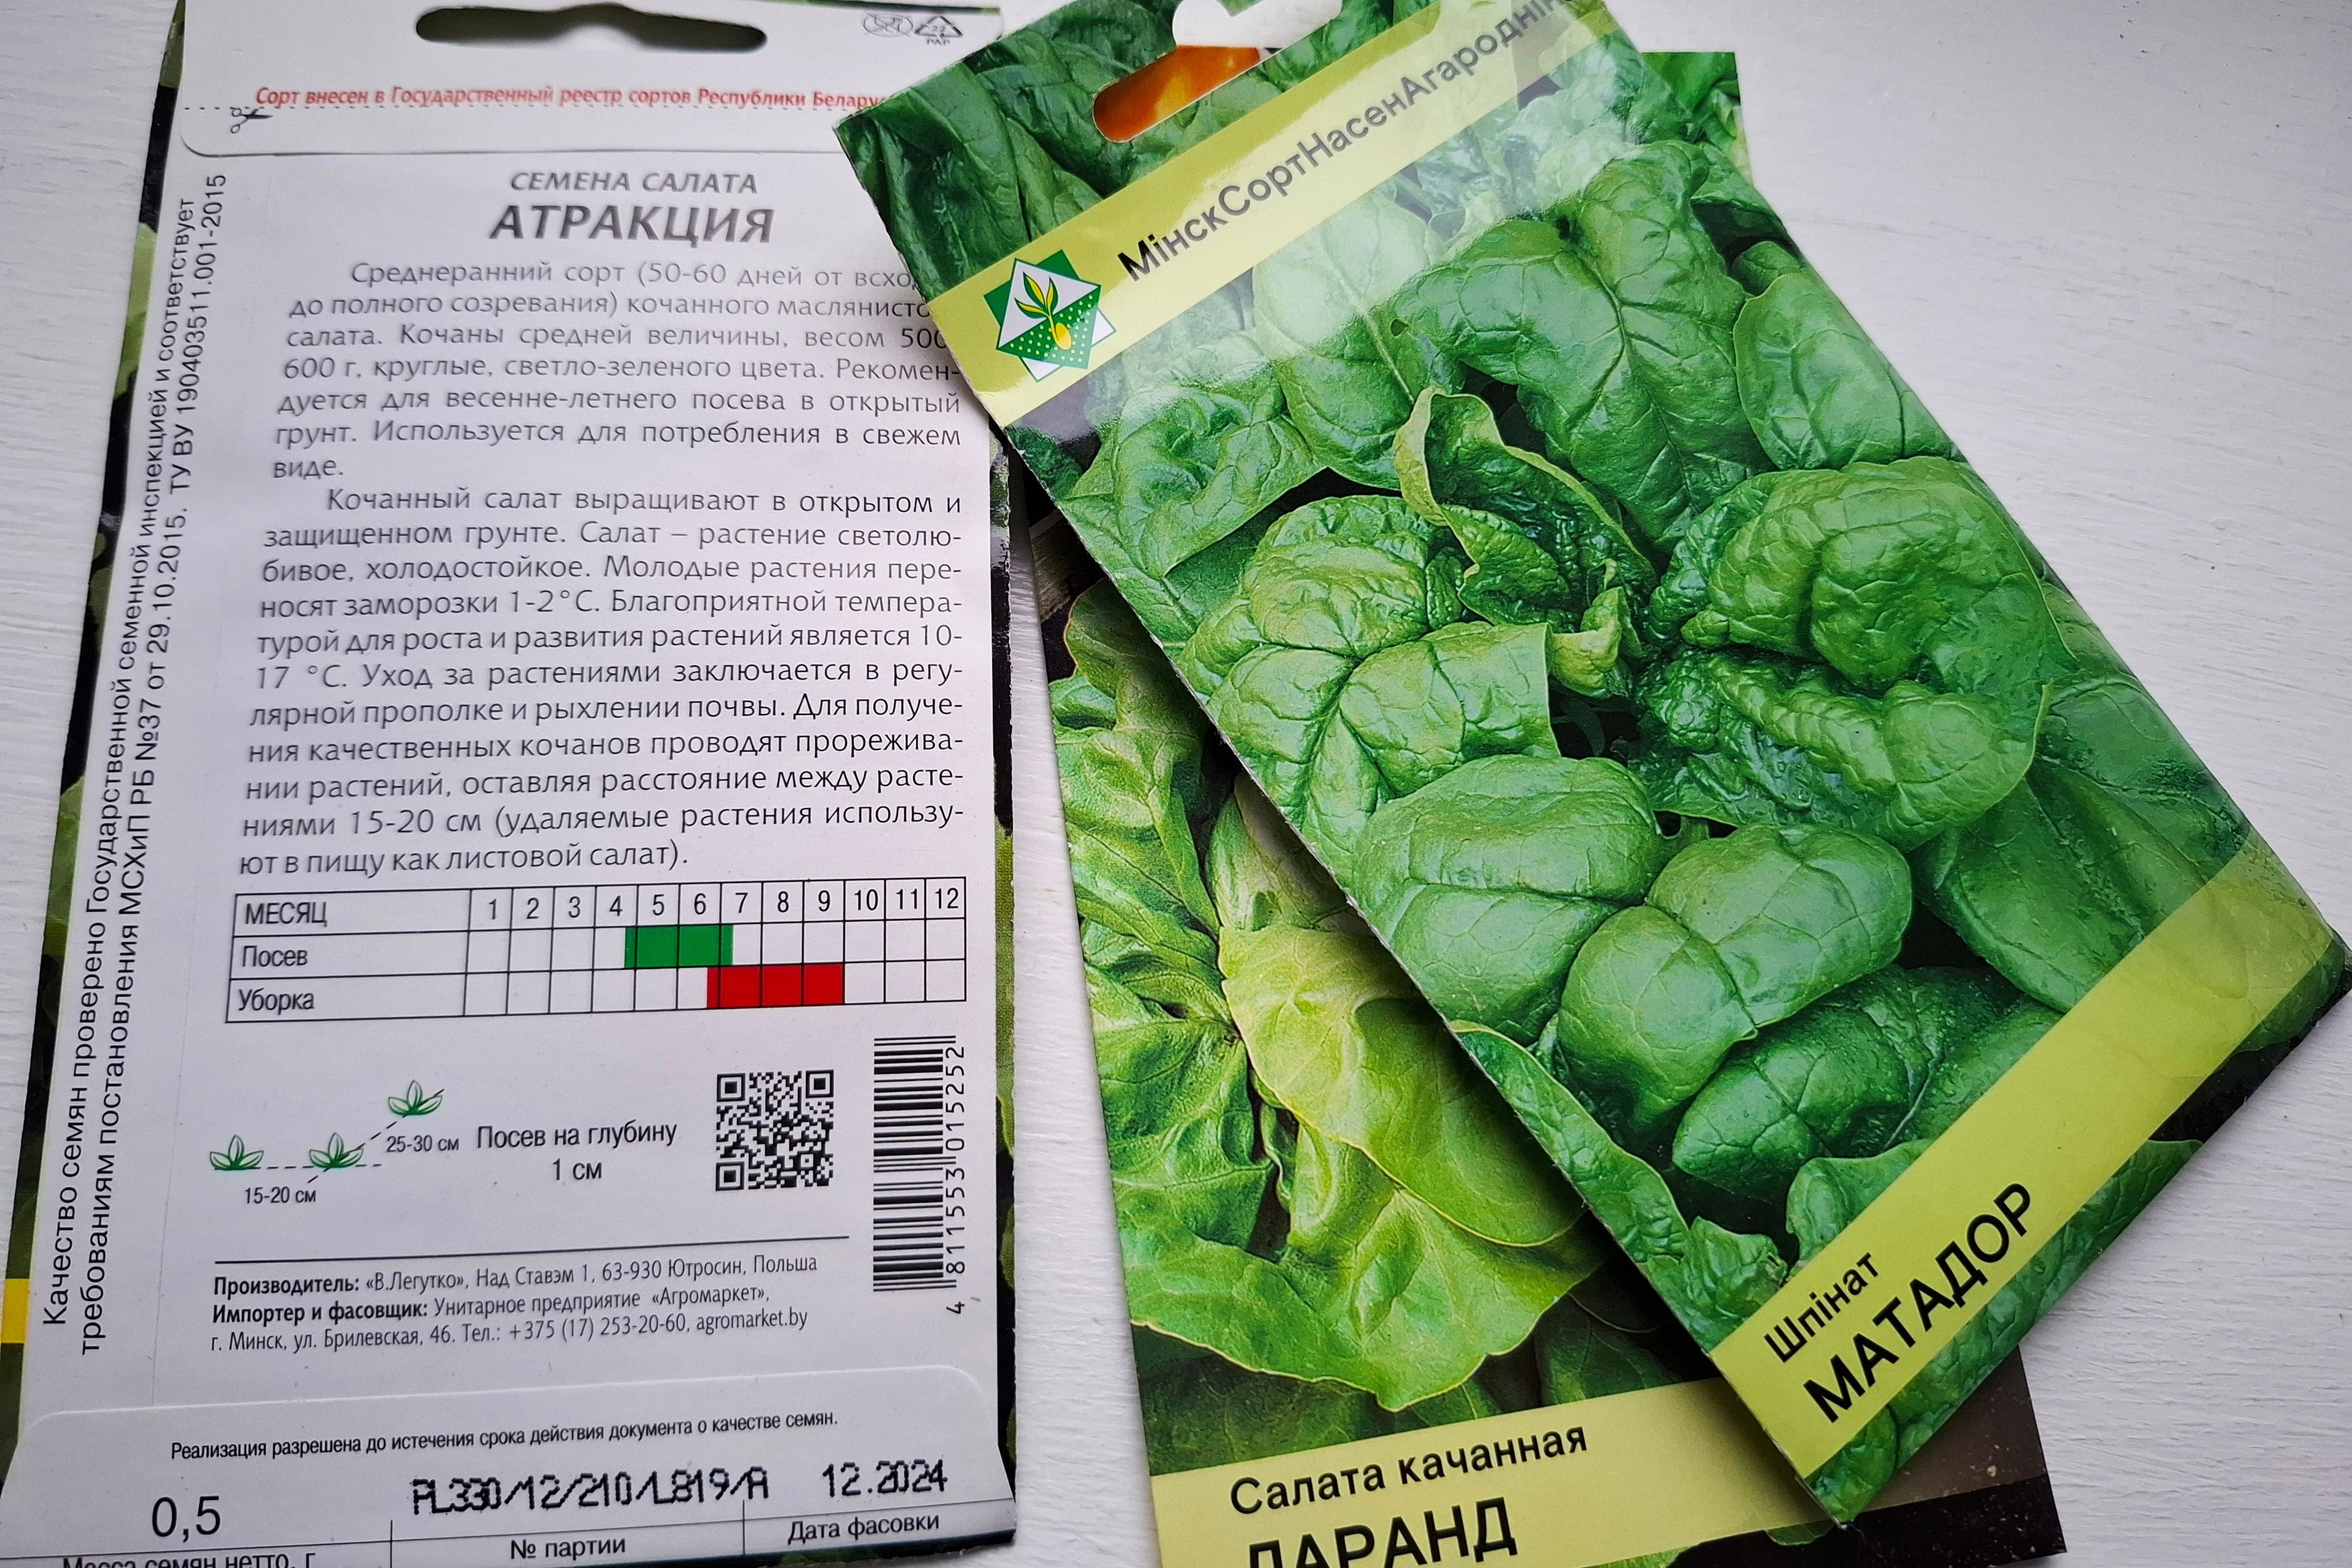 PAP
Сорт внесен в Государственный реестр сортов Республики
СЕМЕНА САЛАТА
АТРАКЦИЯ
Среднеранний сорт (50-60 дней от
до полного созревания) кочанного
салата. Кочаны средней величины, весом
600 г, круглые, светло-зеленого цвета. Рекомен-
дуется для весенне-летнего посева в открытый
грунт. Используется для потребления в свежем
виде.
Кочанный салат выращивают в открытом и
защищенном грунте. Салат – растение светолю-
бивое, холодостойкое. Молодые растения пере-
носят заморозки 1-2°С. Благоприятной темпера-
турой для роста и развития растений является 10-
17 °С. Уход за растениями заключается в регу-
лярной прополке и рыхлении почвы. Для получе-
ния качественных кочанов проводят прорежива-
нии растений, оставляя расстояние между расте-
ниями 15-20 см (удаляемые растения использу-
ют в пищу как листовой салат).
МЕСЯЦ 1 2 3 4 5 6 7 8 9 10 11 12
Посев
Уборка
25-30 см
15-20 см
Посев на глубину
1 см
4 811553 015252
Производитель: «В.Легутко», Над Ставэм 1, 63-930 Ютросин, Польша
Импортер и фасовщик: Унитарное предприятие «Агромаркет»,
г. Минск, ул. Брилевская, 46. Тел.: +375 (17) 253-20-60, agromarket.by
Реализация разрешена до истечения срока действия документа о качестве семян.
0,5
PL330/12/210/L819/A
12.2024
Масса семян нетто, г
№ партии
Дата фасовки
Качество семян проверено Государственной семенной инспекцией и соответствует
требованиям постановления МСХиП РБ №37 от 29.10.2015. ТУ BY 190403511.001-2015
МінскСортНасенАгароднін
Шпінат
МАТАДОР
Салата качанная
ЛАРАНД